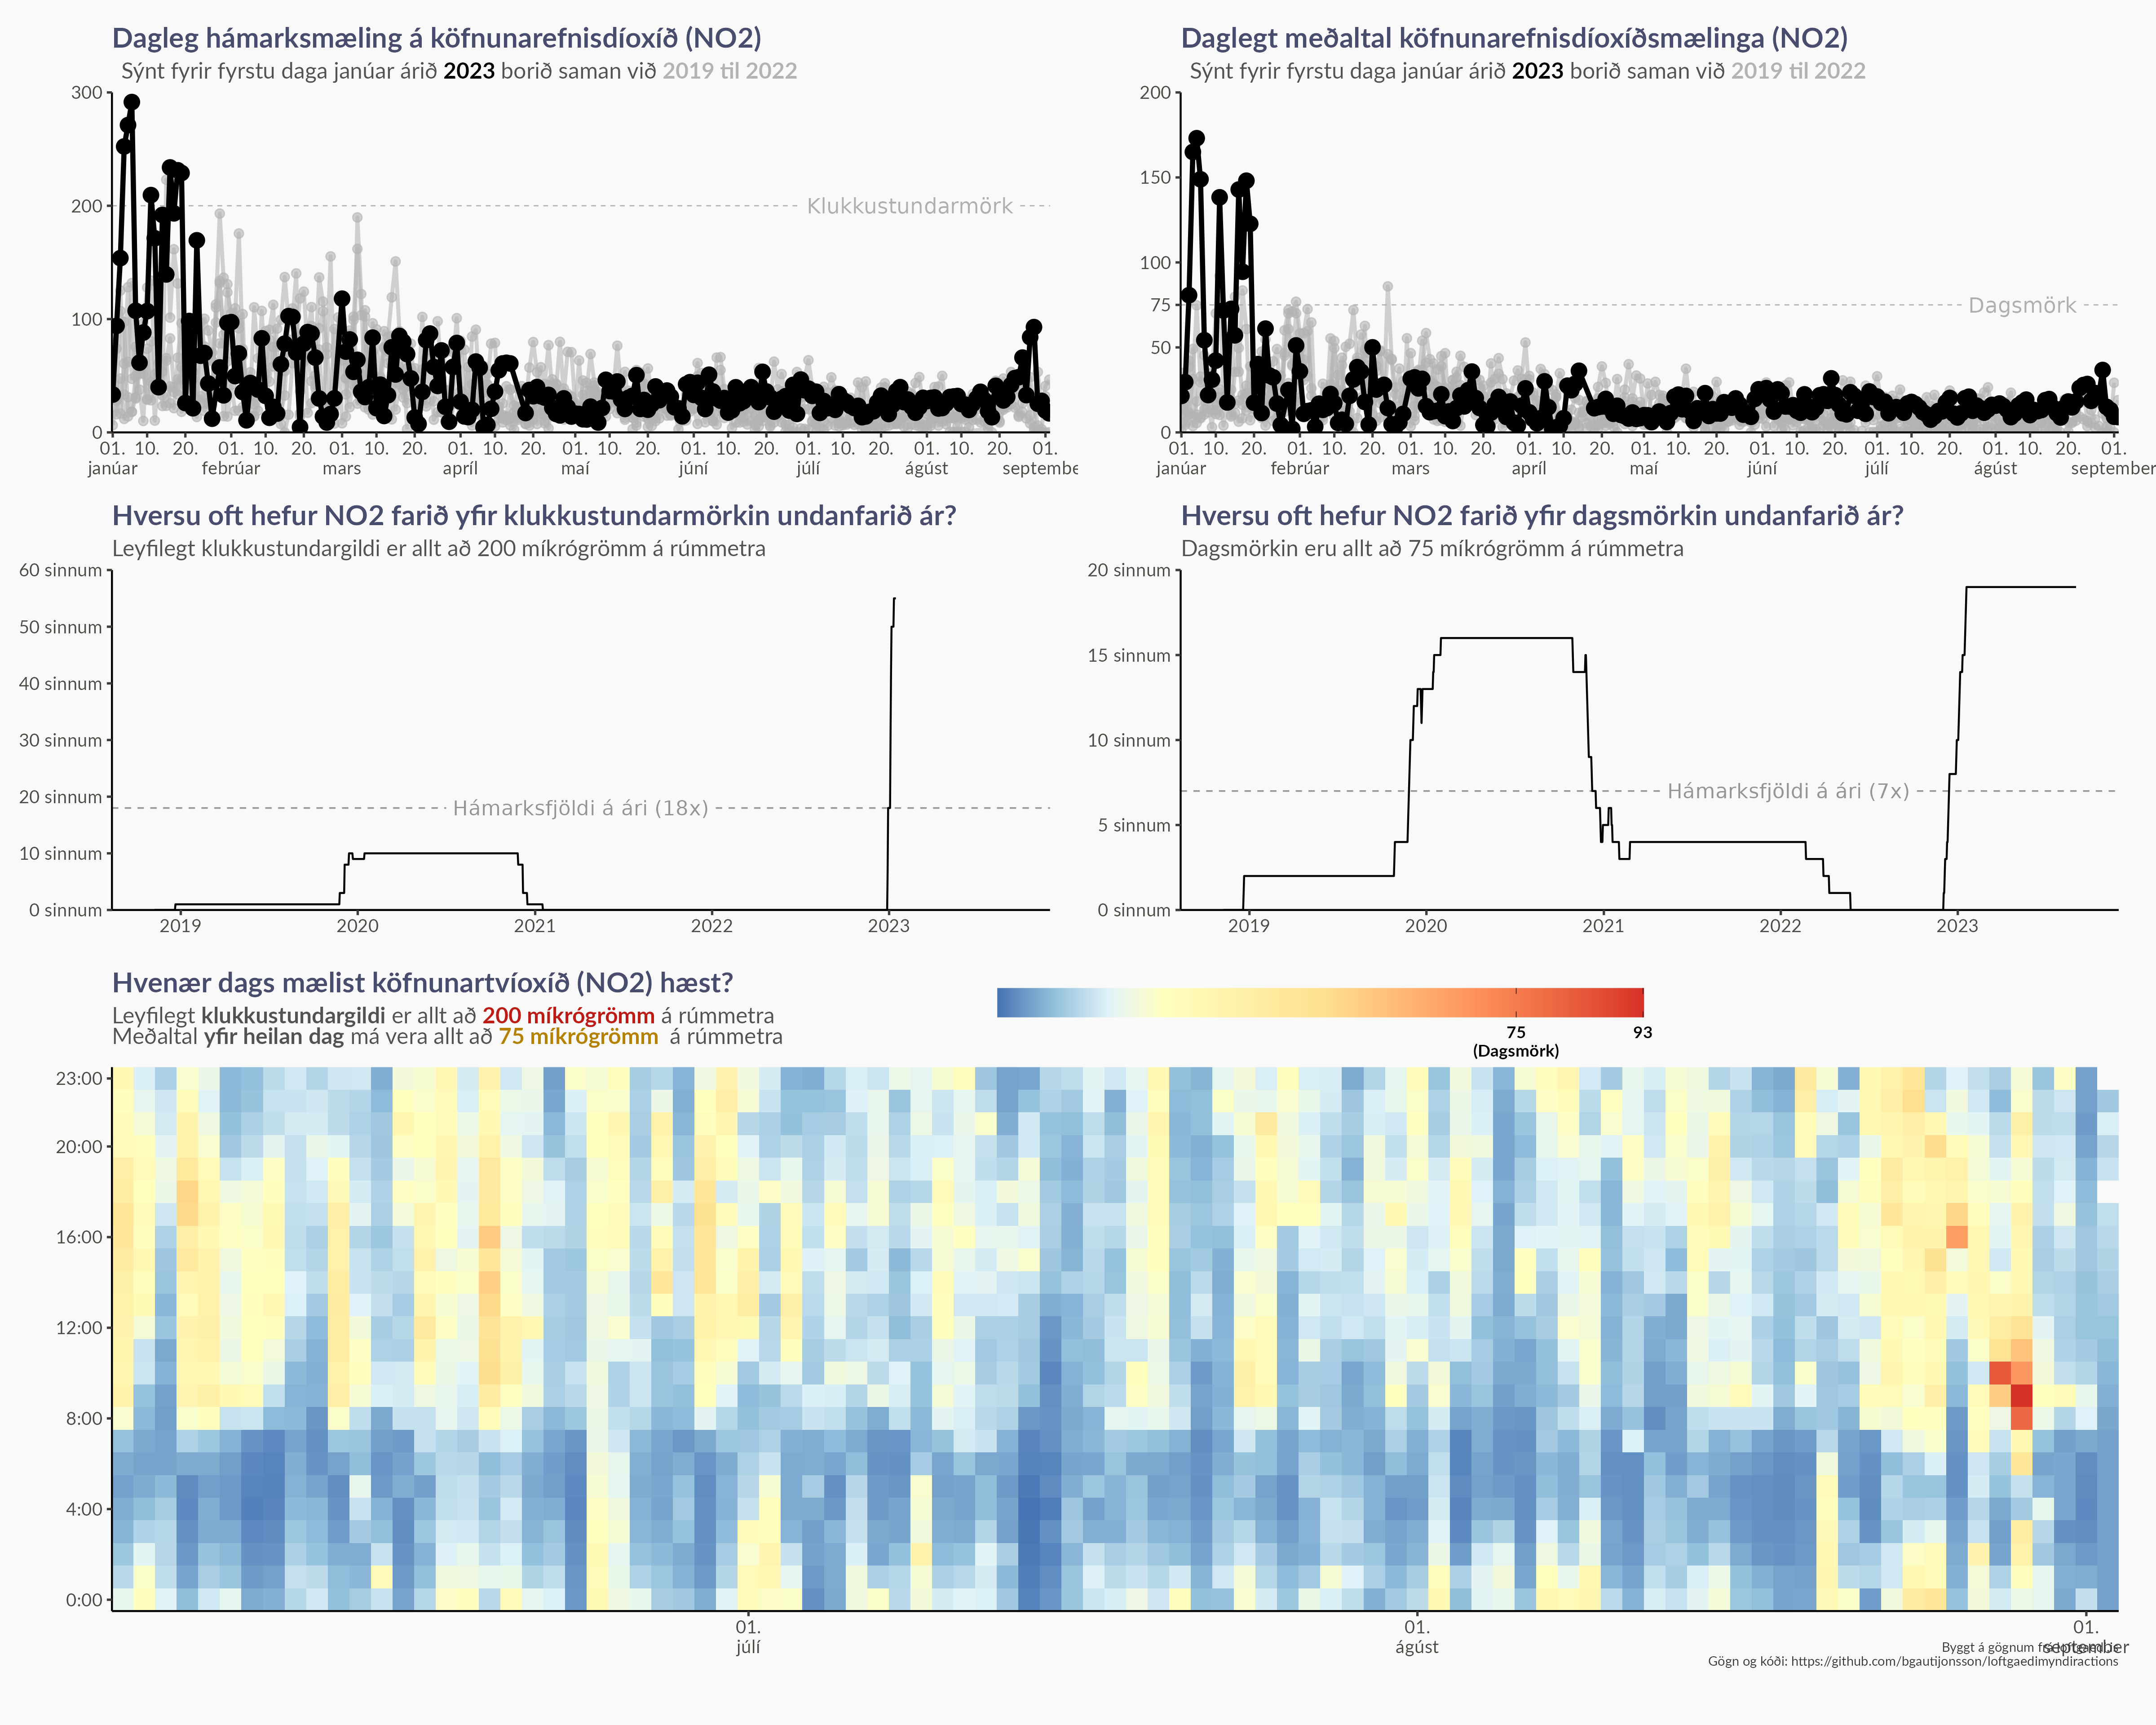 Dagleg hámarksmæling á köfnunarefnisdíoxíð (NO2)
Sýnt fyrir fyrstu daga janúar árið 2023 borið saman við 2019 til 2022
300
200
100
0
Klukkustundarmörk
01. 10. 20. 01. 10. 20. 01. 10. 20. 01. 10. 20. 01. 10. 20. 01. 10. 20. 01. 10. 20. 01. 10. 20. 01.
janúar febrúar mars apríl maí júní júlí ágúst septembe
Daglegt meðaltal köfnunarefnisdíoxíðsmælinga (NO2)
Sýnt fyrir fyrstu daga janúar árið 2023 borið saman við 2019 til 2022
200
150
100
75
50
0
Dagsmörk
01. 10. 20. 01. 10. 20. 01. 10. 20. 01. 10. 20. 01. 10. 20. 01. 10. 20. 01. 10. 20. 01. 10. 20. 01.
janúar febrúar mars apríl maí júní júlí ágúst september
Hversu oft hefur NO2 farið yfir klukkustundarmörkin undanfarið ár?
Leyfilegt klukkustundargildi er allt að 200 míkrógrömm á rúmmetra
60 sinnum
50 sinnum
40 sinnum
30 sinnum
20 sinnum
10 sinnum
0 sinnum
Hámarksfjöldi á ári (18x)
2019 2020 2021 2022 2023
Hversu oft hefur NO2 farið yfir dagsmörkin undanfarið ár?
Dagsmörkin eru allt að 75 míkrógrömm á rúmmetra
20 sinnum
15 sinnum
10 sinnum
5 sinnum
0 sinnum
Hámarksfjöldi á ári (7x)
2019 2020 2021 2022 2023
Hvenær dags mælist köfnunartvíoxíð (NO2) hæst?
Leyfilegt klukkustundargildi er allt að 200 míkrógrömm á rúmmetra
Meðaltal yfir heilan dag má vera allt að 75 míkrógrömm á rúmmetra
75 93
(Dagsmörk)
23:00
20:00
16:00
12:00
8:00
4:00
0:00
01. 01. 01.
júlí ágúst september
Byggt á gögnum frá
Gögn og kóði: https://github.com/bgautijonsson/loftgaedimyndiractions